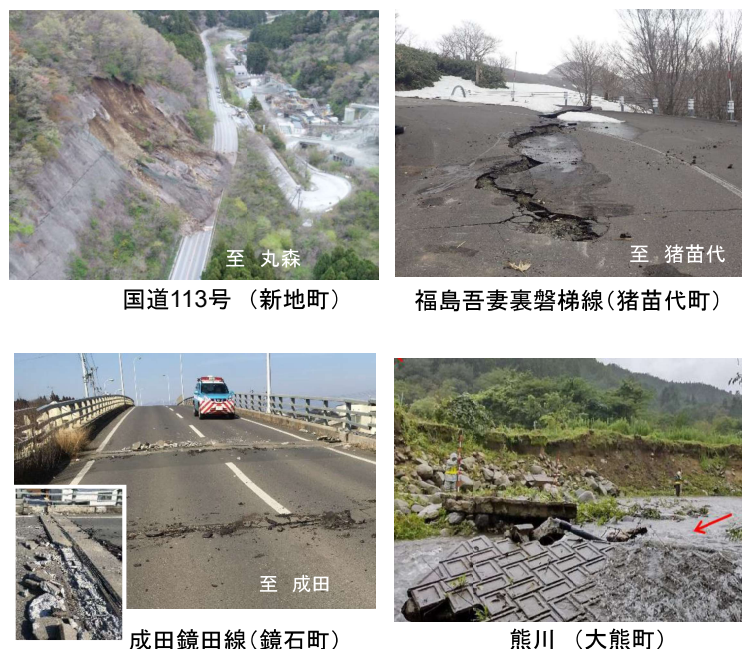 至 丸森
至 猪苗代
国道113号 （新地町）
福島吾妻裏磐梯線（猪苗代町）
至 成田
成田鏡田線（鏡石町）
熊川 （大熊町）